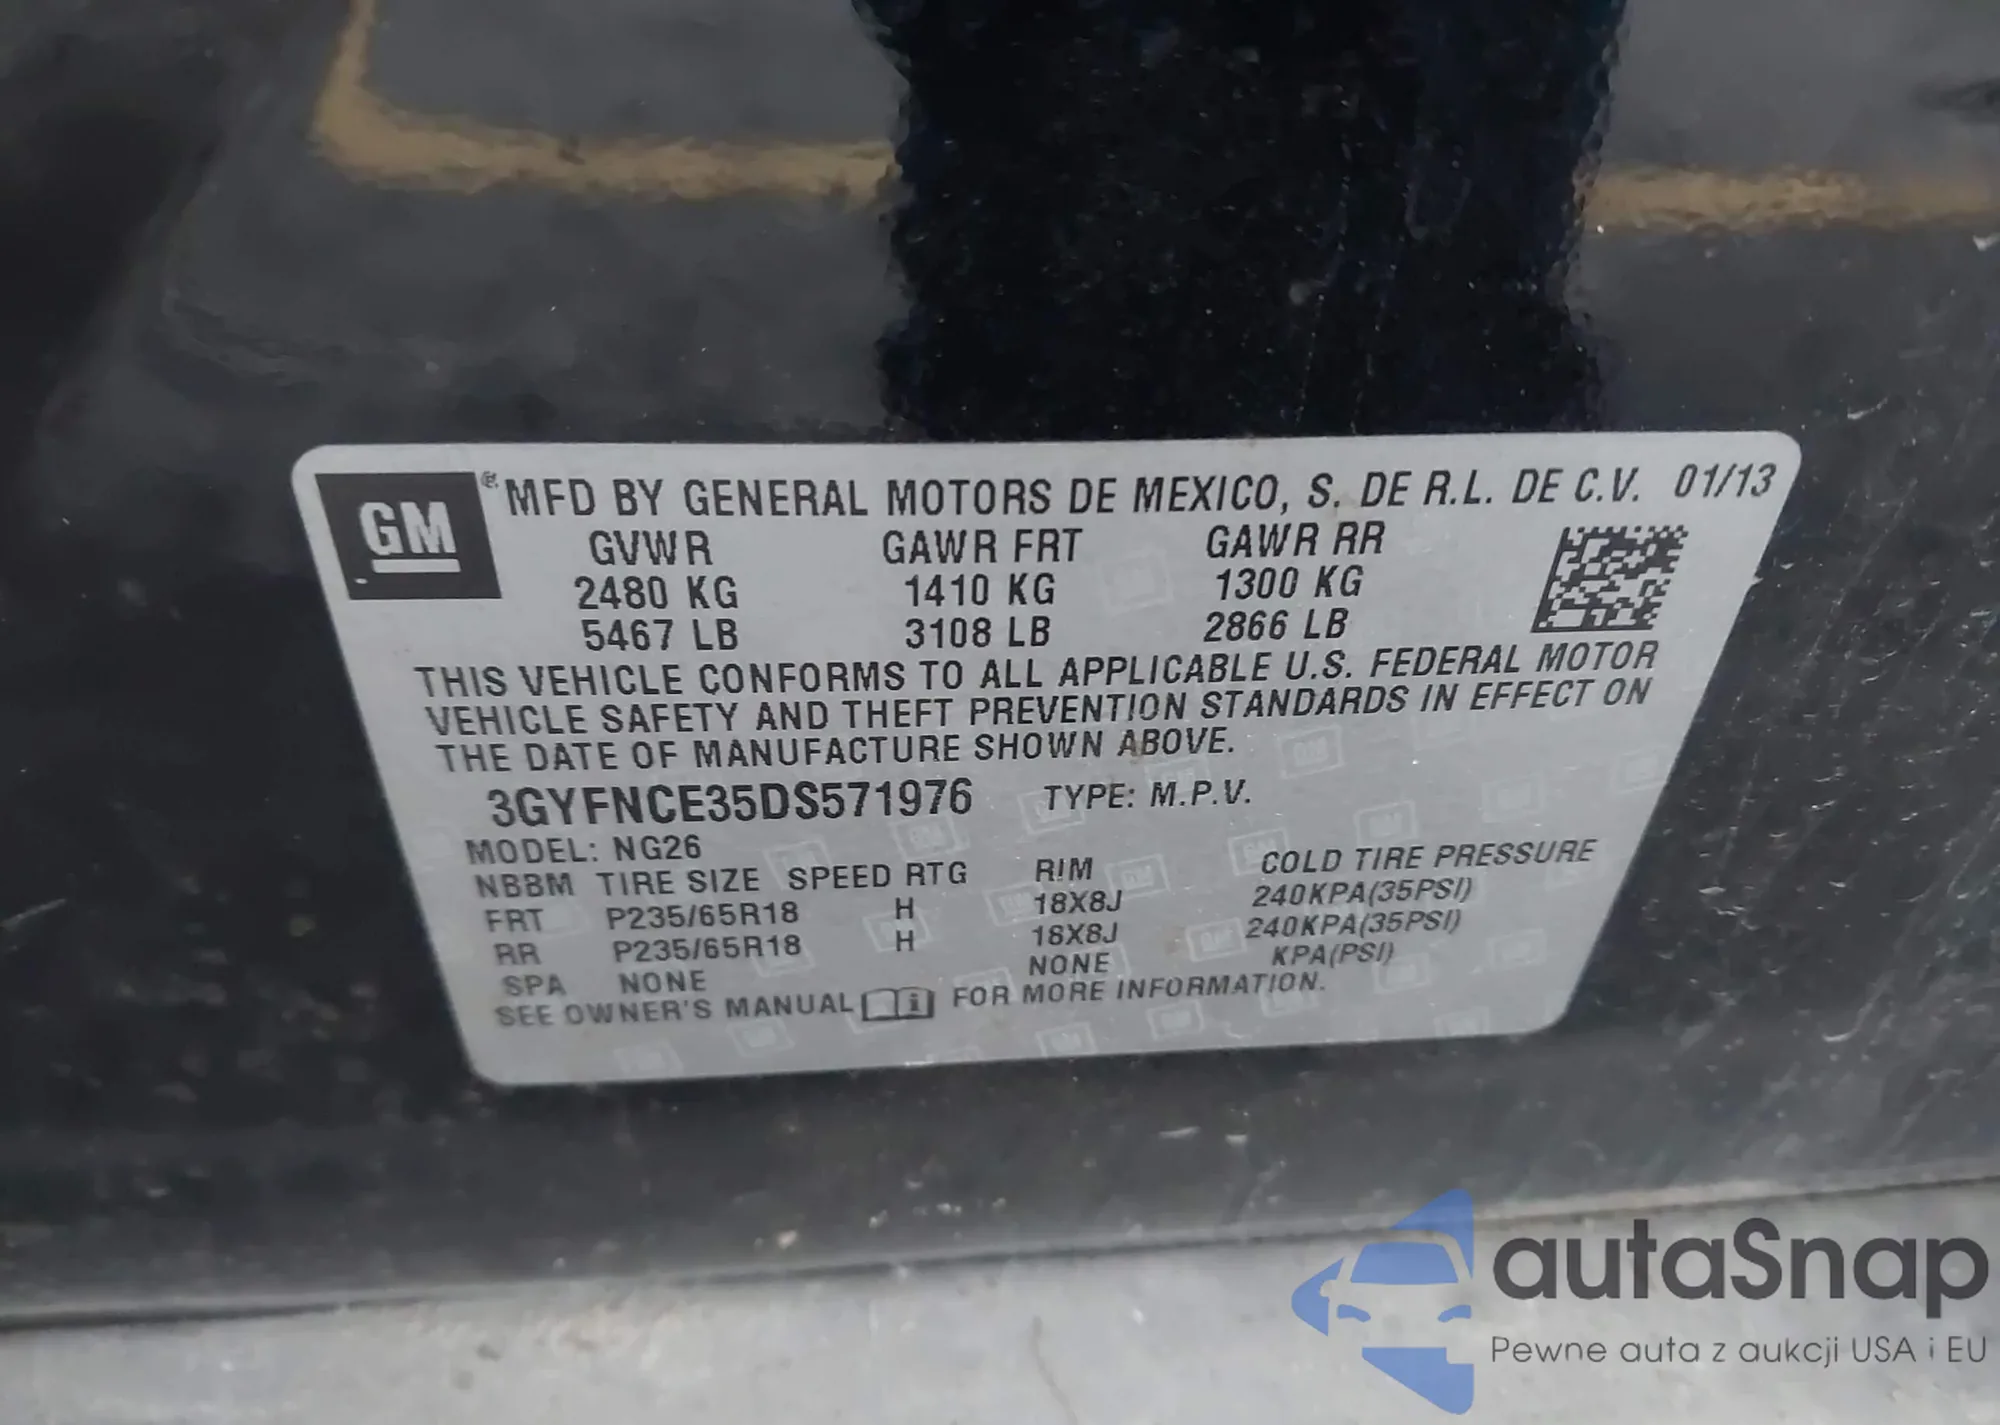 GM ® MFD BY GENERAL MOTORS DE MEXICO, S. DE R.L. DE C.V. 01/13
GVWR GAWR FRT GAWR RR
2480 KG 1410 KG 1300 KG
5467 LB 3108 LB 2866 LB
THIS VEHICLE CONFORMS TO ALL APPLICABLE U.S. FEDERAL MOTOR
VEHICLE SAFETY AND THEFT PREVENTION STANDARDS IN EFFECT ON
THE DATE OF MANUFACTURE SHOWN ABOVE.
3GYFNCE35DS571976 TYPE: M.P.V.
MODEL: NG26
NBBM TIRE SIZE SPEED RTG RIM COLD TIRE PRESSURE
FRT P235/65R18 H 18X8J 240KPA(35PSI)
RR P235/65R18 H 18X8J 240KPA(35PSI)
SPA NONE NONE KPA(PSI)
SEE OWNER'S MANUAL i FOR MORE INFORMATION.
autoSnap
Pewne auta z aukcji USA i EU